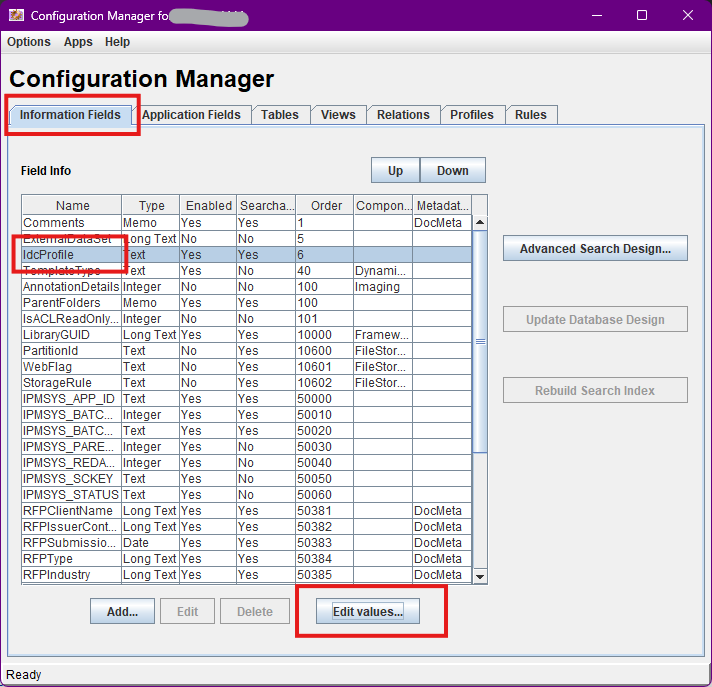 Configuration Manager for
Options Apps Help
Configuration Manager
Information Fields Application Fields Tables Views Relations Profiles Rules
Field Info Up Down
Name Type Enabled Searcha... Order Compon... Metadat...
Comments Memo Yes Yes 1 DocMeta
ExternalDataSet Long Text No No 5
IdcProfile Text Yes Yes 6
TemplateType Text Yes No 40 Dynami...
AnnotationDetails Integer No No 100 Imaging
ParentFolders Memo Yes Yes 100
IsACLReadOnly... Integer No No 101
LibraryGUID Long Text Yes Yes 10000 Framew...
PartitionId Text No No 10600 FileStor...
WebFlag Text No No 10601 FileStor...
StorageRule Text No No 10602 FileStor...
IPMSYS_APP_ID Text Yes Yes 50000
IPMSYS_BATC... Integer Yes Yes 50010
IPMSYS_BATC... Text Yes Yes 50020
IPMSYS_PARE... Integer Yes No 50030
IPMSYS_REDA... Integer Yes No 50040
IPMSYS_SCKEY Text Yes No 50050
IPMSYS_STATUS Text Yes No 50060
RFPClientName Long Text Yes Yes 50381 DocMeta
RFPIssuerCont... Long Text Yes Yes 50382 DocMeta
RFPSubmissio... Date Yes Yes 50383 DocMeta
RFPType Long Text Yes Yes 50384 DocMeta
RFPIndustry Long Text Yes Yes 50385 DocMeta
Advanced Search Design...
Update Database Design
Rebuild Search Index
Add... Edit Delete Edit values...
Ready